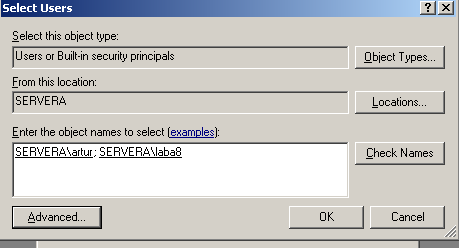 Select Users
Select this object type:
Users or Built-in security principals
Object Types...
From this location:
SERVERA
Locations...
Enter the object names to select (examples):
SERVERA\artur; SERVERA\laba8
Check Names
Advanced...
OK
Cancel